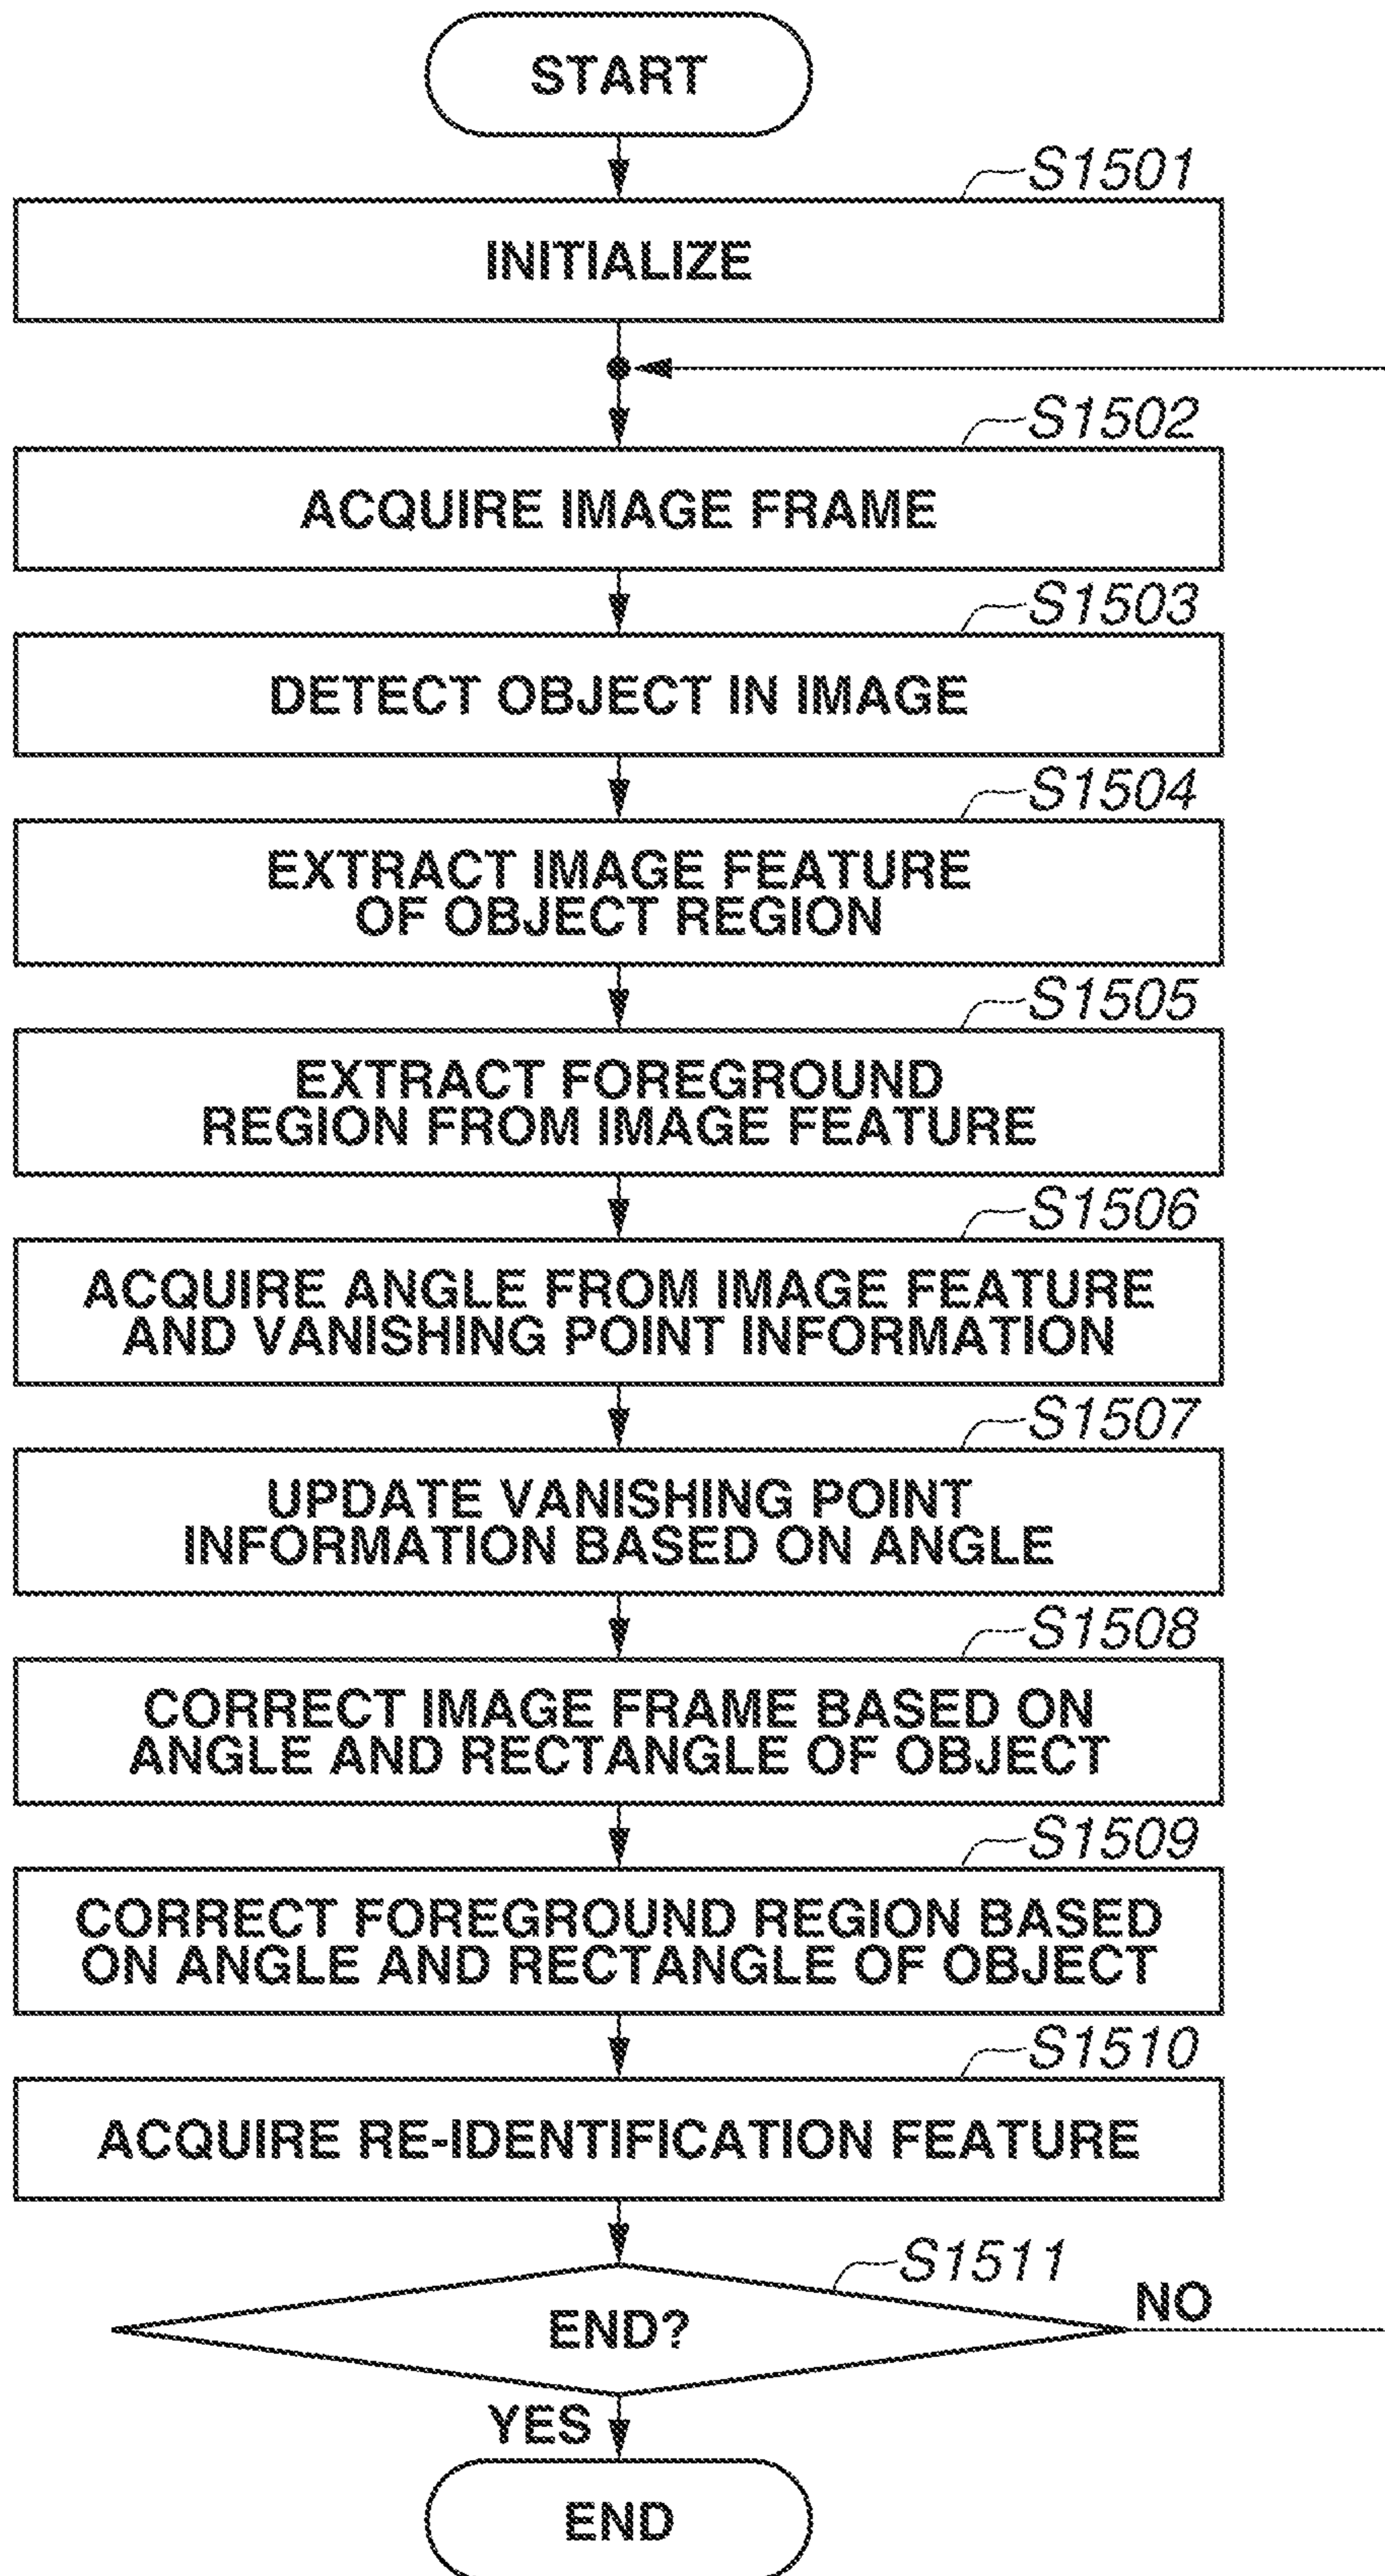 START
S1501
INITIALIZE
S1502
ACQUIRE IMAGE FRAME
S1503
DETECT OBJECT IN IMAGE
S1504
EXTRACT IMAGE FEATURE
OF OBJECT REGION
S1505
EXTRACT FOREGROUND
REGION FROM IMAGE FEATURE
S1506
ACQUIRE ANGLE FROM IMAGE FEATURE
AND VANISHING POINT INFORMATION
S1507
UPDATE VANISHING POINT
INFORMATION BASED ON ANGLE
S1508
CORRECT IMAGE FRAME BASED ON
ANGLE AND RECTANGLE OF OBJECT
S1509
CORRECT FOREGROUND REGION BASED
ON ANGLE AND RECTANGLE OF OBJECT
S1510
ACQUIRE RE-IDENTIFICATION FEATURE
S1511
END?
NO
YES
END